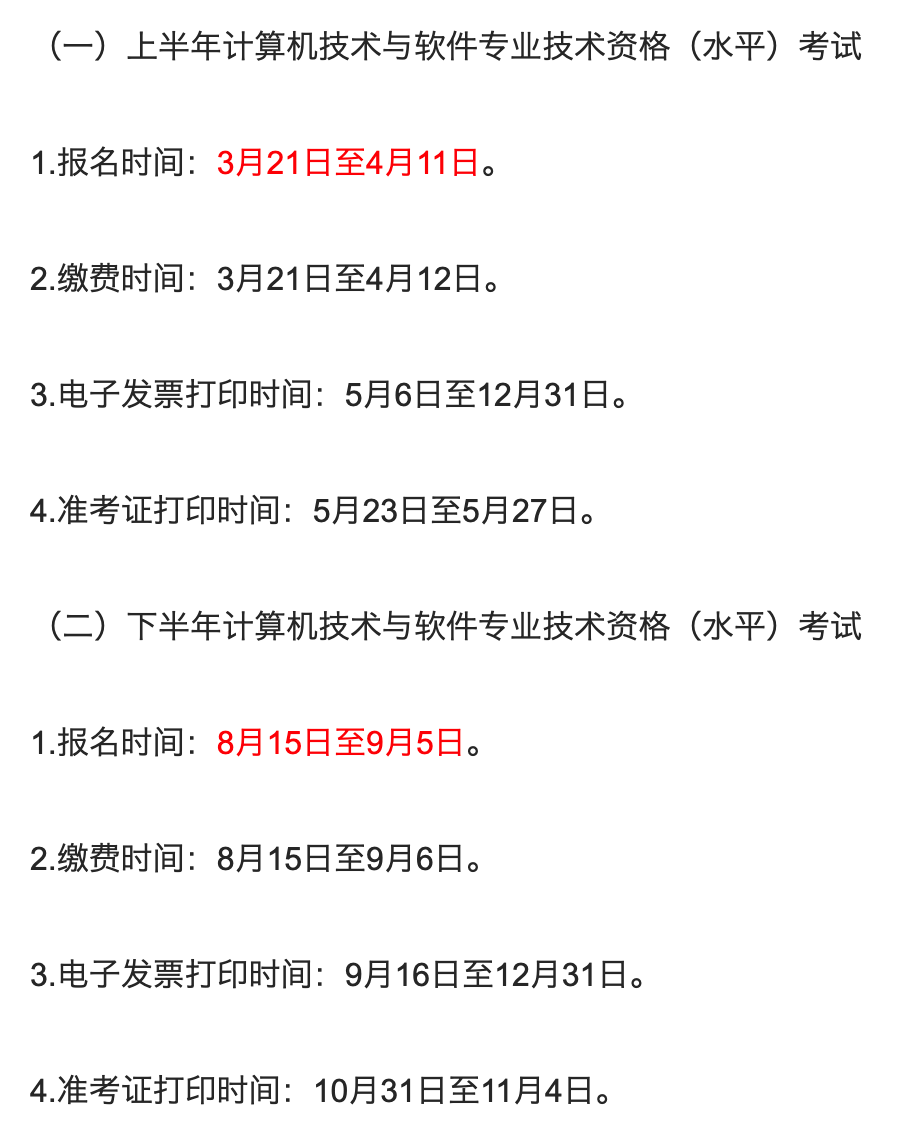 （一）上半年计算机技术与软件专业技术资格（水平）考试
1.报名时间：3月21日至4月11日。
2.缴费时间：3月21日至4月12日。
3.电子发票打印时间：5月6日至12月31日。
4.准考证打印时间：5月23日至5月27日。
（二）下半年计算机技术与软件专业技术资格（水平）考试
1.报名时间：8月15日至9月5日。
2.缴费时间：8月15日至9月6日。
3.电子发票打印时间：9月16日至12月31日。
4.准考证打印时间：10月31日至11月4日。